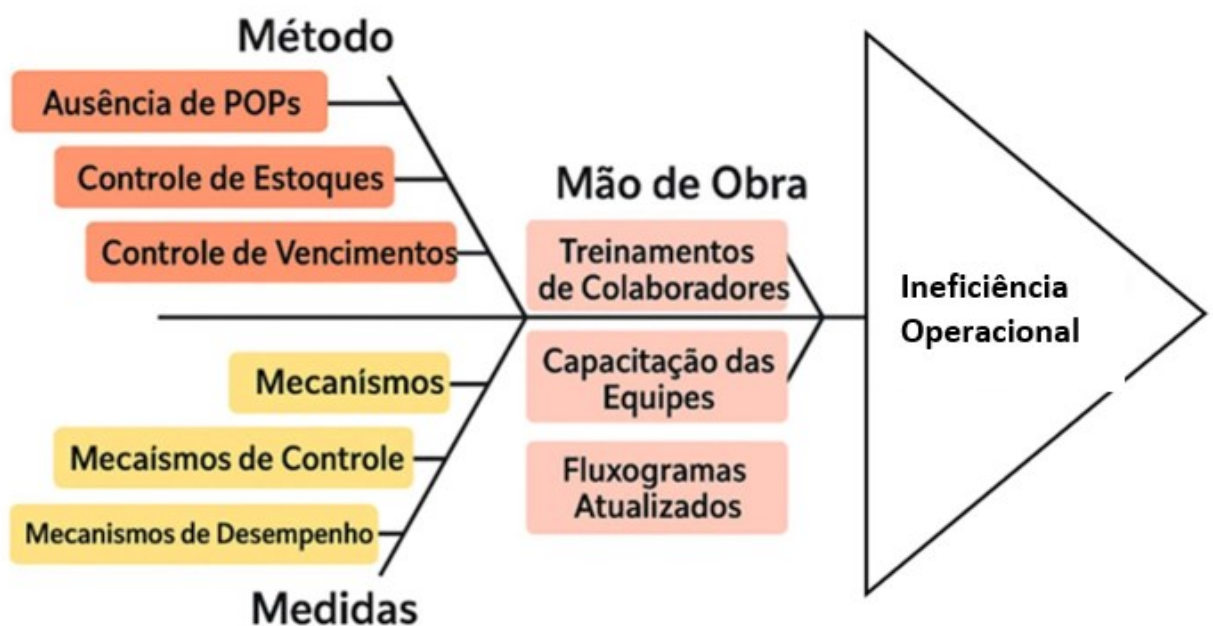 Método
Ausência de POPs
Controle de Estoques
Controle de Vencimentos
Mão de Obra
Treinamentos
de Colaboradores
Capacitação das
Equipes
Fluxogramas
Atualizados
Mecanísmos
Mecaismos de Controle
Mecanismos de Desempenho
Medidas
Ineficiência
Operacional